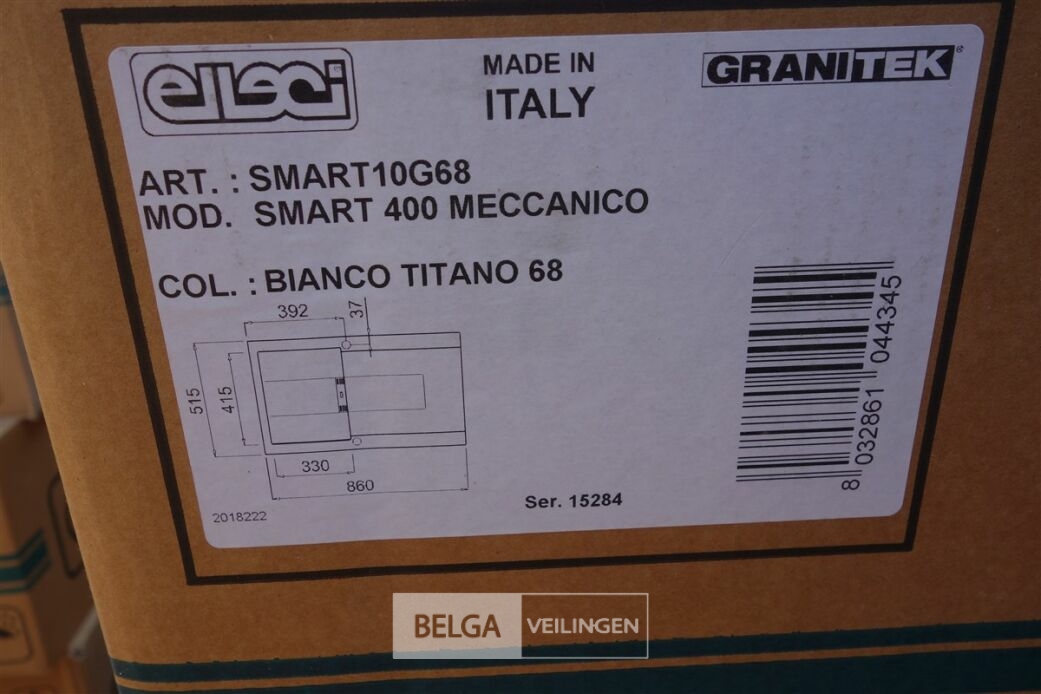 elleci
MADE IN
ITALY
GRANITEK®
ART. : SMART10G68
MOD. SMART 400 MECCANICO
COL. : BIANCO TITANO 68
392
37
515
415
330
860
2018222
Ser. 15284
8 032861 044345
BELGA VEILINGEN